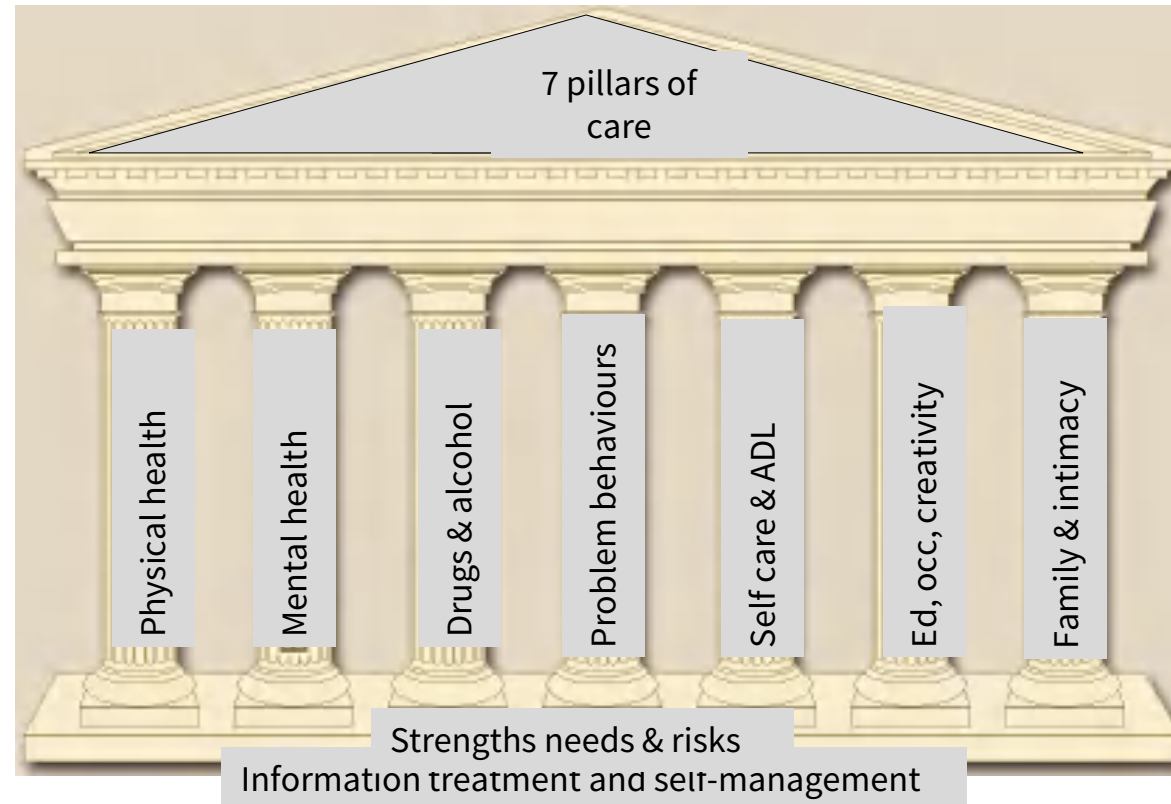 7 pillars of
care
Physical health
Mental health
Drugs & alcohol
Problem behaviours
Self care & ADL
Ed, occ, creativity
Family & intimacy
Strengths needs & risks
Information treatment and self-management